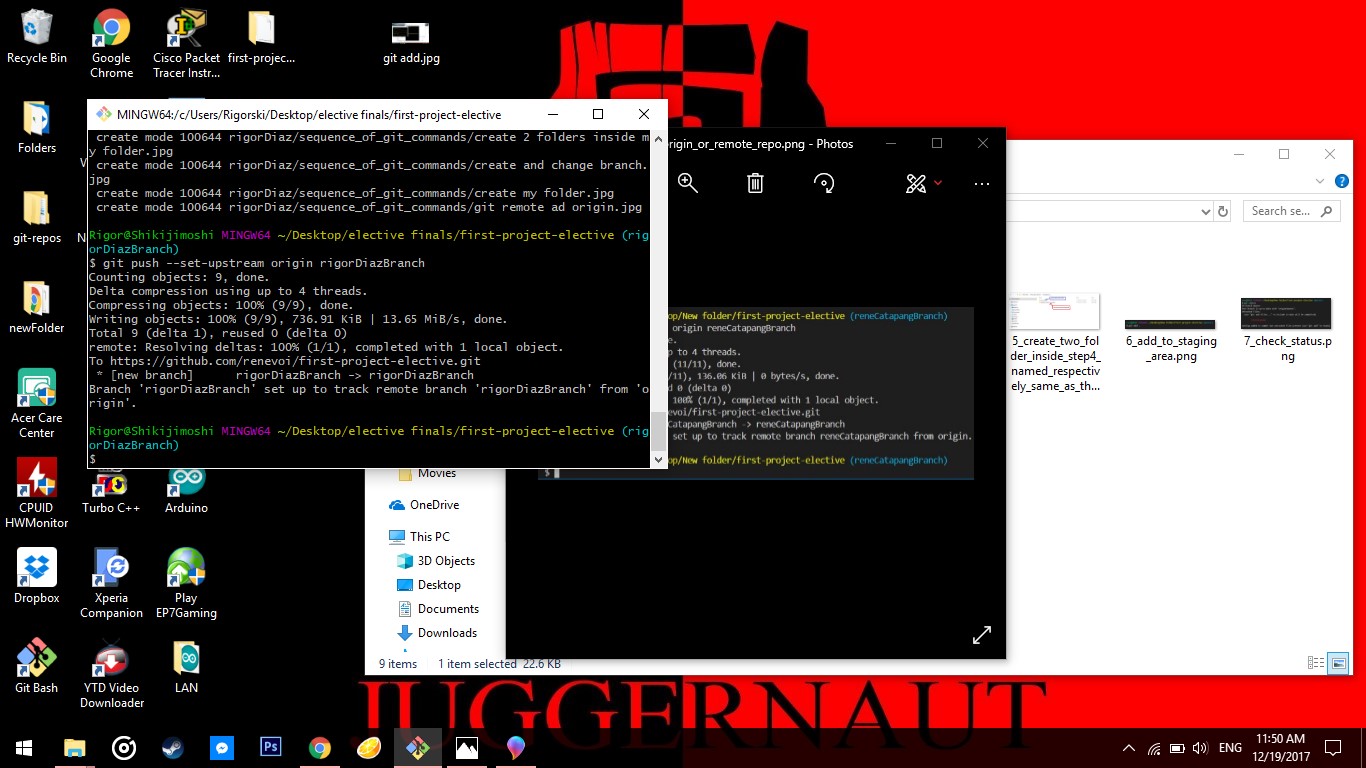 Recycle Bin
Google
Chrome
Cisco Packet
Tracer Instr...
first-projec...
git add.jpg
Folders
git-repos
newFolder
Acer Care
Center
CPUID
HWMonitor
Turbo C++
Arduino
Dropbox
Xperia
Companion
Play
EP7Gaming
Git Bash
YTD Video
Downloader
LAN
MINGW64:/c/Users/Rigorski/Desktop/elective finals/first-project-elective
create mode 100644 rigorDiaz/sequence_of_git_commands/create 2 folders inside m
y folder.jpg
create mode 100644 rigorDiaz/sequence_of_git_commands/create and change branch.
jpg
create mode 100644 rigorDiaz/sequence_of_git_commands/create my folder.jpg
create mode 100644 rigorDiaz/sequence_of_git_commands/git remote ad origin.jpg
Rigor@Shikijimoshi MINGW64 ~/Desktop/elective finals/first-project-elective (rig
orDiazBranch)
$ git push --set-upstream origin rigorDiazBranch
Counting objects: 9, done.
Delta compression using up to 4 threads.
Compressing objects: 100% (9/9), done.
Writing objects: 100% (9/9), 736.91 KiB | 13.65 MiB/s, done.
Total 9 (delta 1), reused 0 (delta 0)
remote: Resolving deltas: 100% (1/1), completed with 1 local object.
To https://github.com/renevoi/first-project-elective.git
* [new branch] rigorDiazBranch -> rigorDiazBranch
Branch 'rigorDiazBranch' set up to track remote branch 'rigorDiazBranch' from 'o
rigin'.
Rigor@Shikijimoshi MINGW64 ~/Desktop/elective finals/first-project-elective (rig
orDiazBranch)
$
origin_or_remote_repo.png - Photos
op/New folder/first-project-elective (reneCatapangBranch)
origin reneCatapangBranch
e.
p to 4 threads.
(11/11), done.
/11), 136.06 KiB | 0 bytes/s, done.
d 0 (delta 0)
100% (1/1), completed with 1 local object.
evoi/first-project-elective.git
CatapangBranch -> reneCatapangBranch
set up to track remote branch reneCatapangBranch from origin.
op/New folder/first-project-elective (reneCatapangBranch)
$
Search se...
5_create_two_fol
der_inside_step4_
named_respectiv
ely_same_as_th...
6_add_to_staging
_area.png
7_check_status.p
ng
Movies
OneDrive
This PC
3D Objects
Desktop
Documents
Downloads
9 items 1 item selected 22.6 KB
JUGGERNAUT
ENG
11:50 AM
12/19/2017